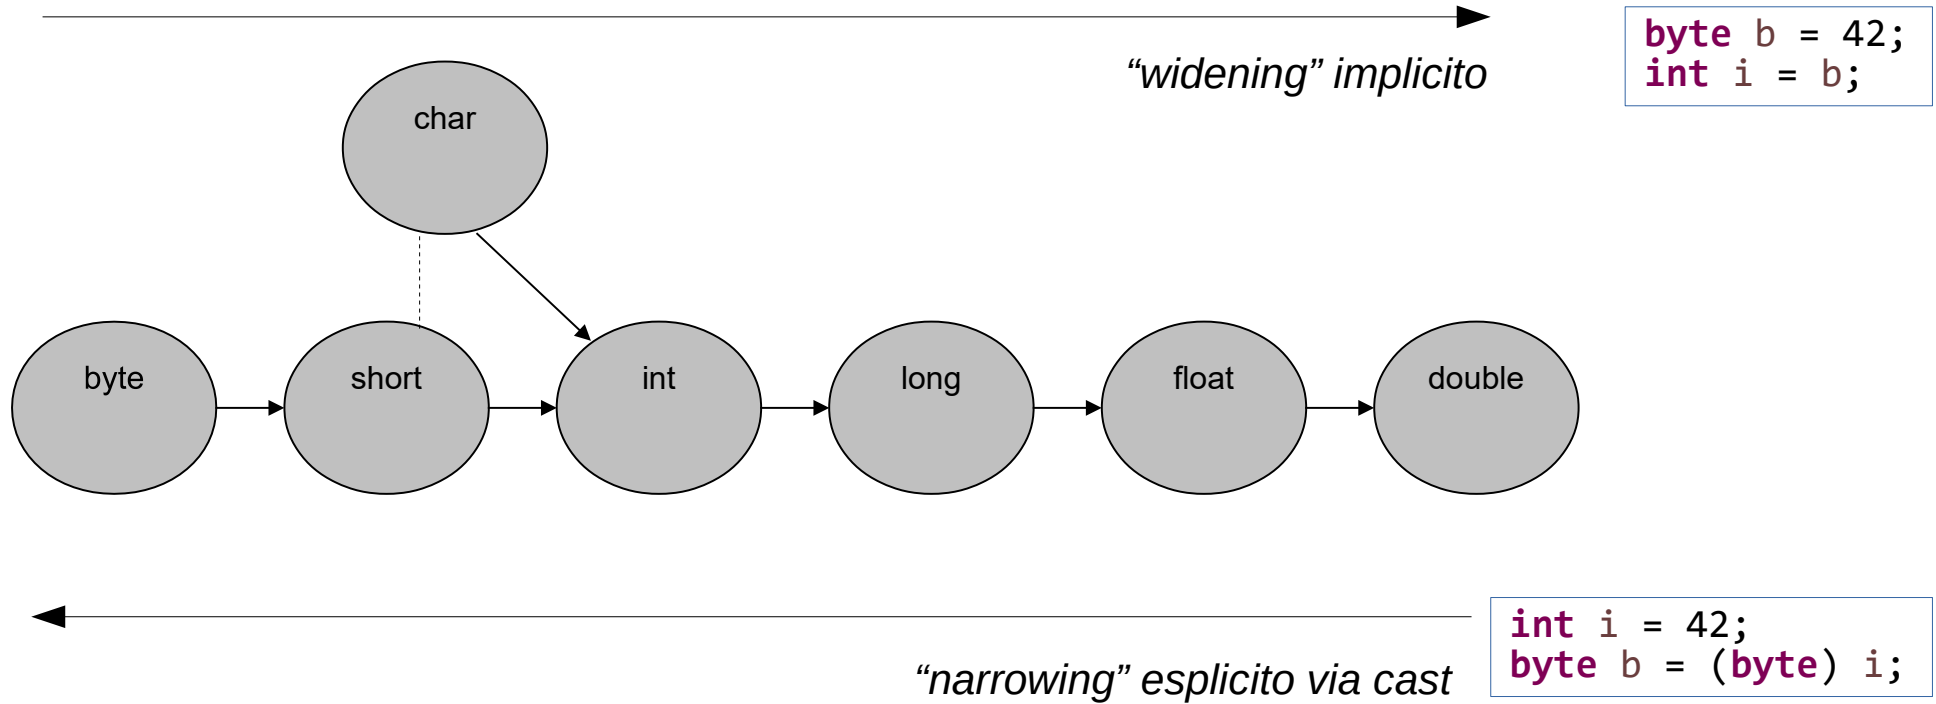 byte b = 42;
int i = b;
“widening” implicito
char
byte
short
int
long
float
double
int i = 42;
byte b = (byte) i;
“narrowing” esplicito via cast